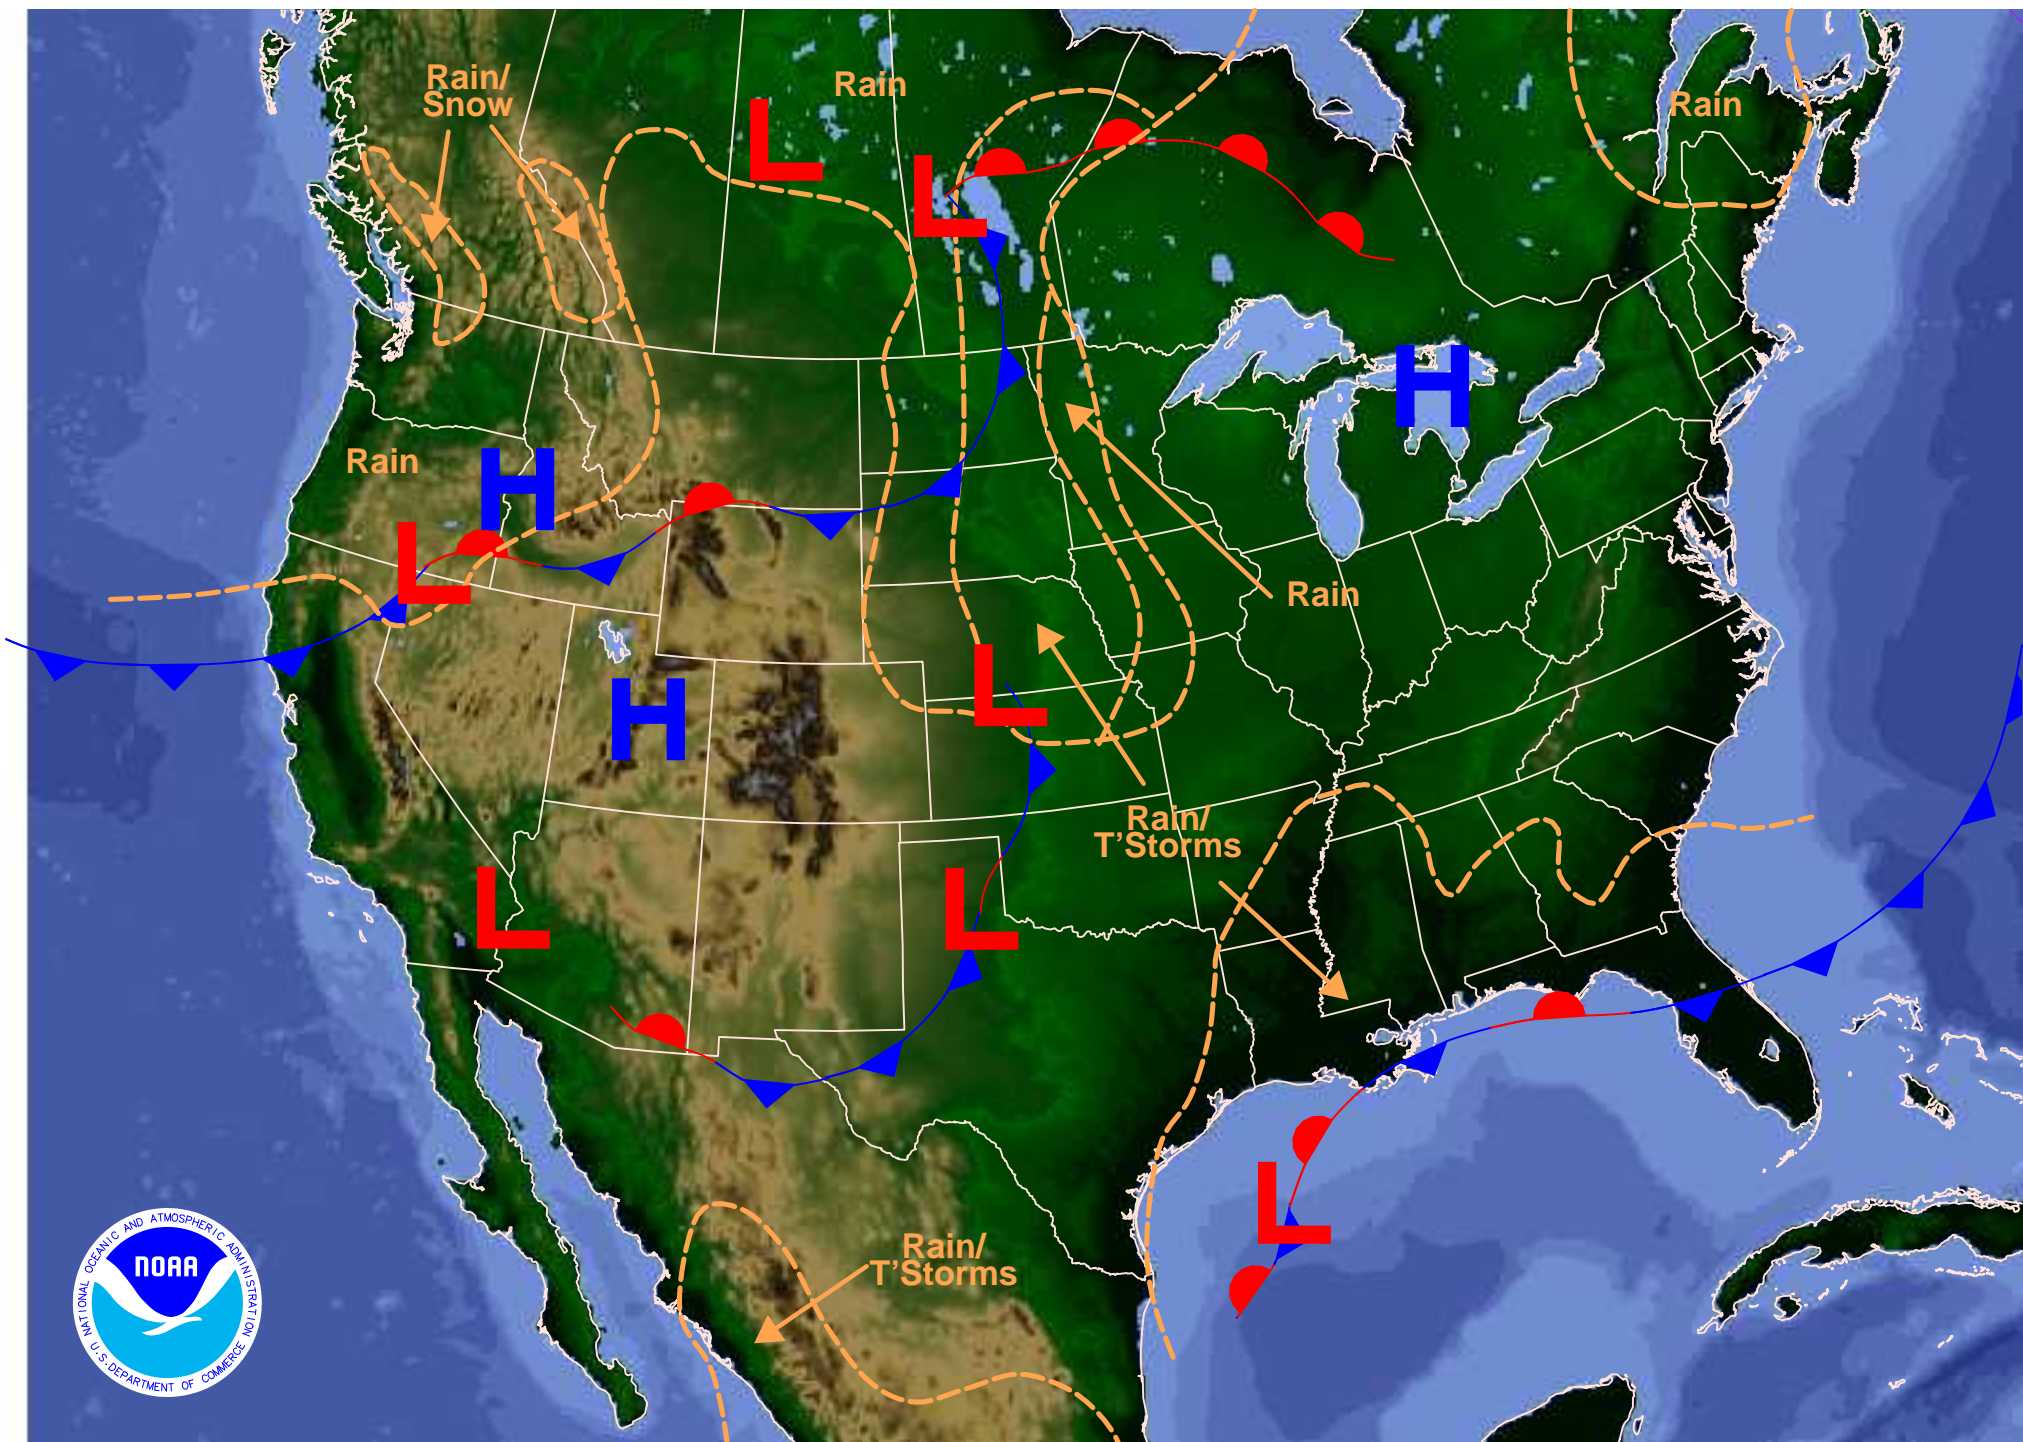 Rain/
Snow
Rain
Rain
L
L
H
Rain
H
L
Rain
L
H
Rain/
T'Storms
L
L
L
Rain/
T'Storms
NATIONAL OCEANIC AND ATMOSPHERIC ADMINISTRATION
NOAA
U.S. DEPARTMENT OF COMMERCE